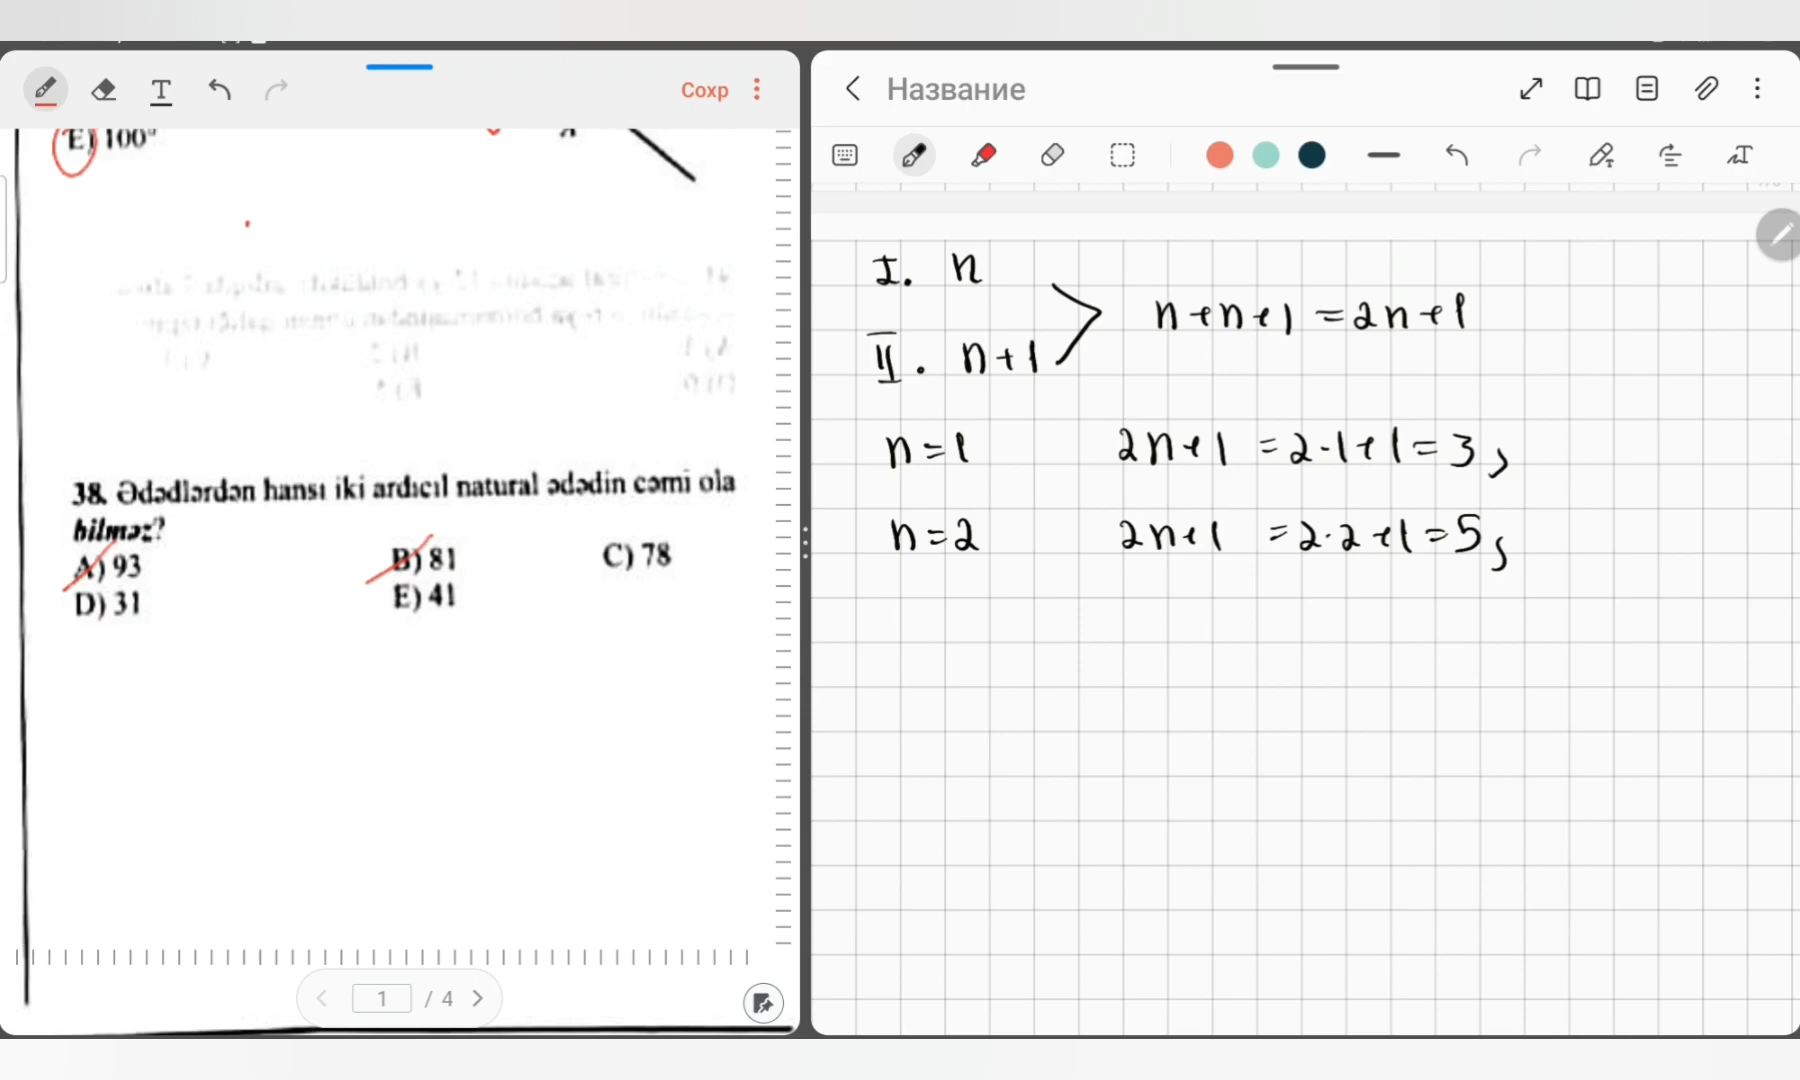 Сохр
E) 100°
38. Ədədlərdən hansı iki ardıcıl natural ədədin cəmi ola
bilməz?
A) 93 B) 81 C) 78
D) 31 E) 41
1 / 4
Название
I. n
II. n+1
n+n+1 = 2n+1
n=1 2n+1 = 2·1+1 = 3,
n=2 2n+1 = 2·2+1 = 5,